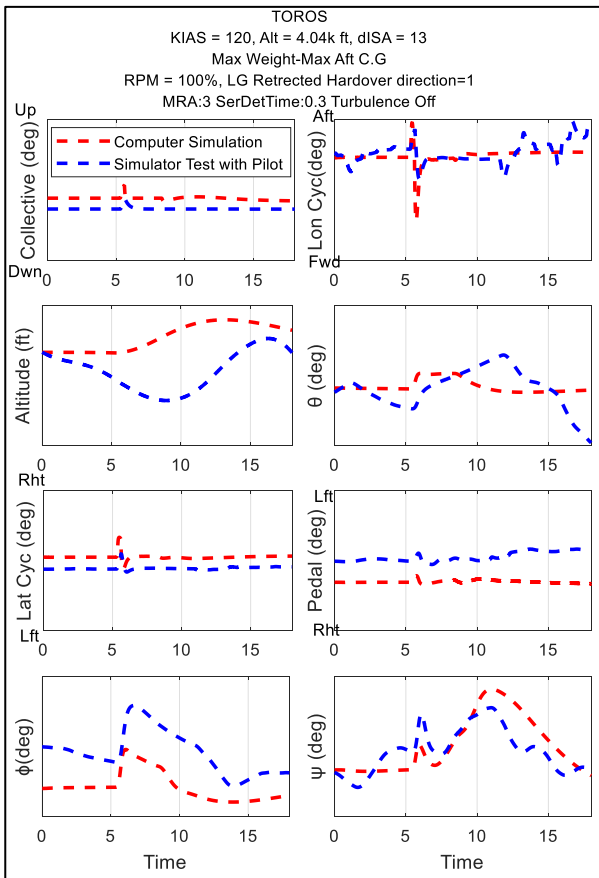 TOROS
KIAS = 120, Alt = 4.04k ft, dISA = 13
Max Weight-Max Aft C.G
RPM = 100%, LG Retrected Hardover direction=1
MRA:3 SerDetTime:0.3 Turbulence Off
Up
Collective (deg)
Dwn
Computer Simulation
Simulator Test with Pilot
0 5 10 15
Aft
Lon Cyc(deg)
Fwd
0 5 10 15
Altitude (ft)
0 5 10 15
θ (deg)
0 5 10 15
Rht
Lat Cyc (deg)
Lft
0 5 10 15
Lft
Pedal (deg)
Rht
0 5 10 15
ϕ(deg)
0 5 10 15
Time
Ψ (deg)
0 5 10 15
Time